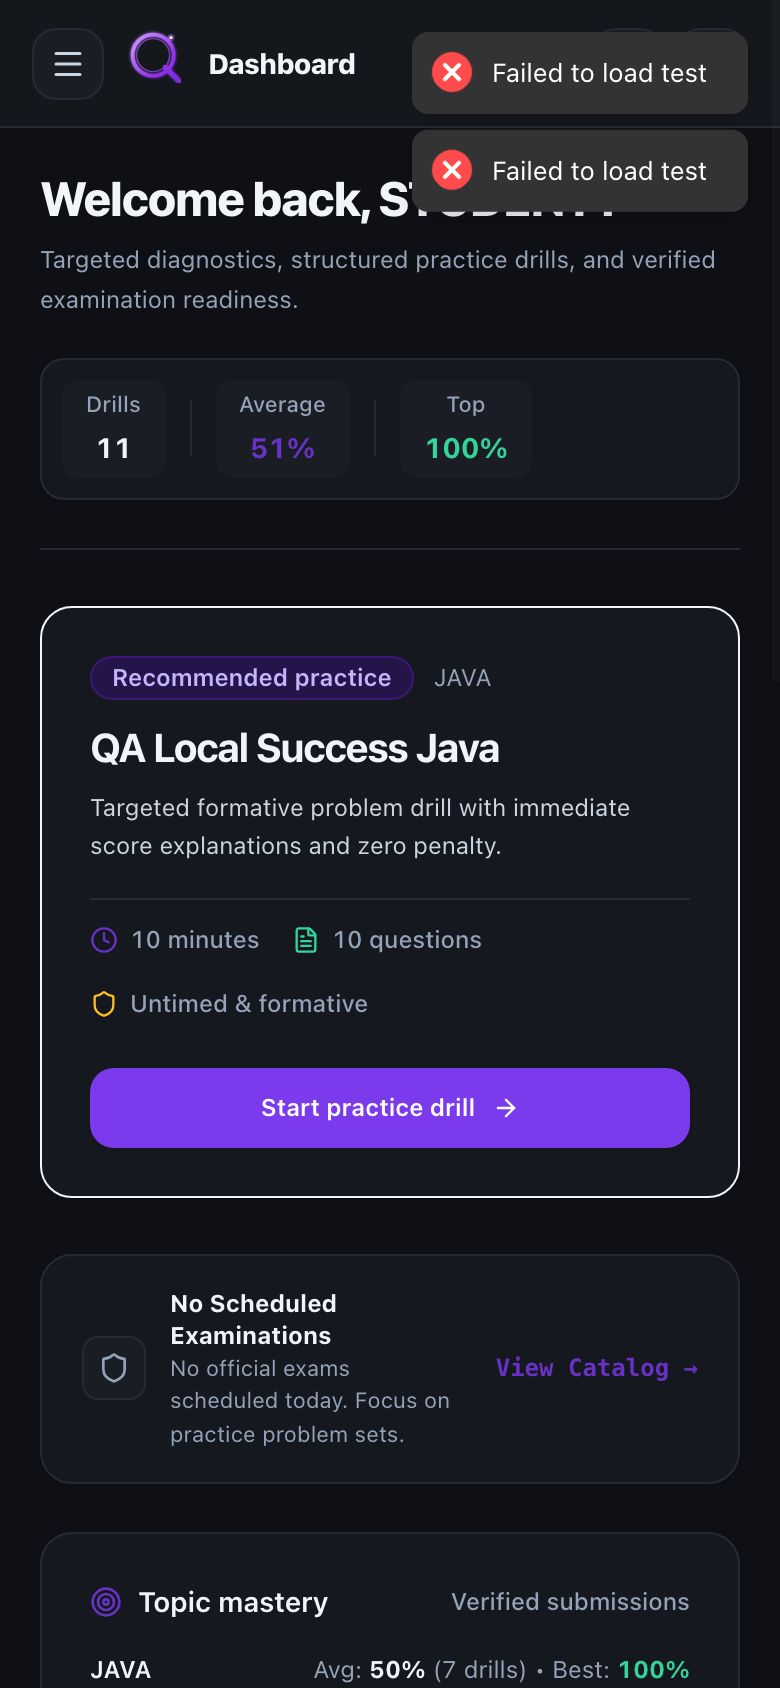 Dashboard
Failed to load test
Failed to load test
Welcome back,
Targeted diagnostics, structured practice drills, and verified
examination readiness.
Drills
11
Average
51%
Top
100%
Recommended practice
JAVA
QA Local Success Java
Targeted formative problem drill with immediate
score explanations and zero penalty.
10 minutes
10 questions
Untimed & formative
Start practice drill →
No Scheduled
Examinations
No official exams
scheduled today. Focus on
practice problem sets.
View Catalog →
Topic mastery
Verified submissions
JAVA
Avg: 50% (7 drills) • Best: 100%